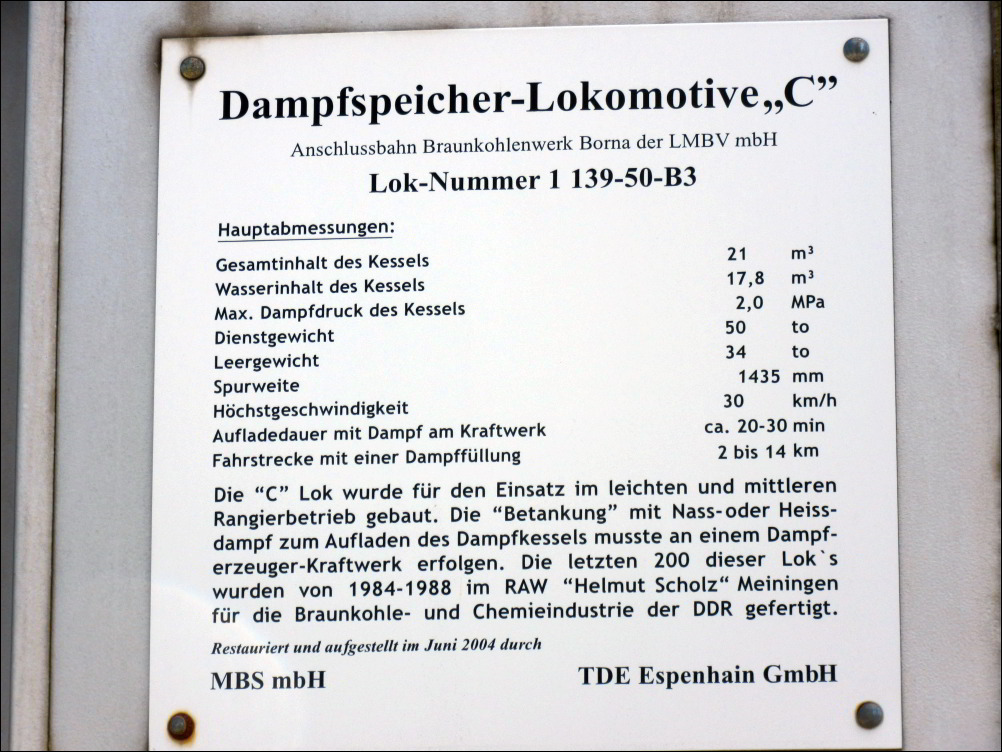 Dampfspeicher-Lokomotive„C”
Anschlussbahn Braunkohlenwerk Borna der LMBV mbH
Lok-Nummer 1 139-50-B3
Hauptabmessungen:
Gesamtinhalt des Kessels 21 m³
Wasserinhalt des Kessels 17,8 m³
Max. Dampfdruck des Kessels 2,0 MPa
Dienstgewicht 50 to
Leergewicht 34 to
Spurweite 1435 mm
Höchstgeschwindigkeit 30 km/h
Aufladedauer mit Dampf am Kraftwerk ca. 20-30 min
Fahrstrecke mit einer Dampffüllung 2 bis 14 km
Die “C” Lok wurde für den Einsatz im leichten und mittleren
Rangierbetrieb gebaut. Die “Betankung” mit Nass-oder Heiss-
dampf zum Aufladen des Dampfkessels musste an einem Dampf-
erzeuger-Kraftwerk erfolgen. Die letzten 200 dieser Lok`s
wurden von 1984-1988 im RAW “Helmut Scholz“ Meiningen
für die Braunkohle- und Chemieindustrie der DDR gefertigt.
Restauriert und aufgestellt im Juni 2004 durch
MBS mbH TDE Espenhain GmbH